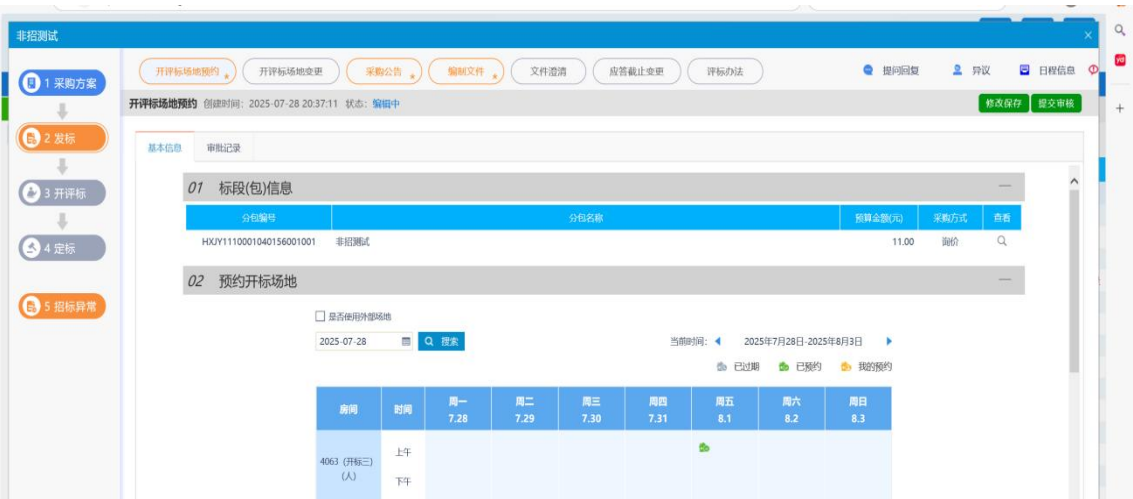 非招测试
×
1 采购方案
2 发标
3 开评标
4 定标
5 招标异常
开评标场地预约 * 开评标场地变更 采购公告 * 编制文件 * 文件澄清 应答截止变更 评标办法 提问回复 异议 日程信息
开评标场地预约 创建时间: 2025-07-28 20:37:11 状态: 编辑中 修改保存 提交审核
基本信息 审批记录
01 标段(包)信息
分包编号 分包名称 预算金额(元) 采购方式 查看
HXJY1110001040156001001 非招测试 11.00 询价
02 预约开标场地
是否使用外部场地
2025-07-28 搜索 当前时间: 2025年7月28日-2025年8月3日
已过期 已预约 我的预约
房间 时间 周一 周二 周三 周四 周五 周六 周日
7.28 7.29 7.30 7.31 8.1 8.2 8.3
4063 (开标三) 上午
(人) 下午